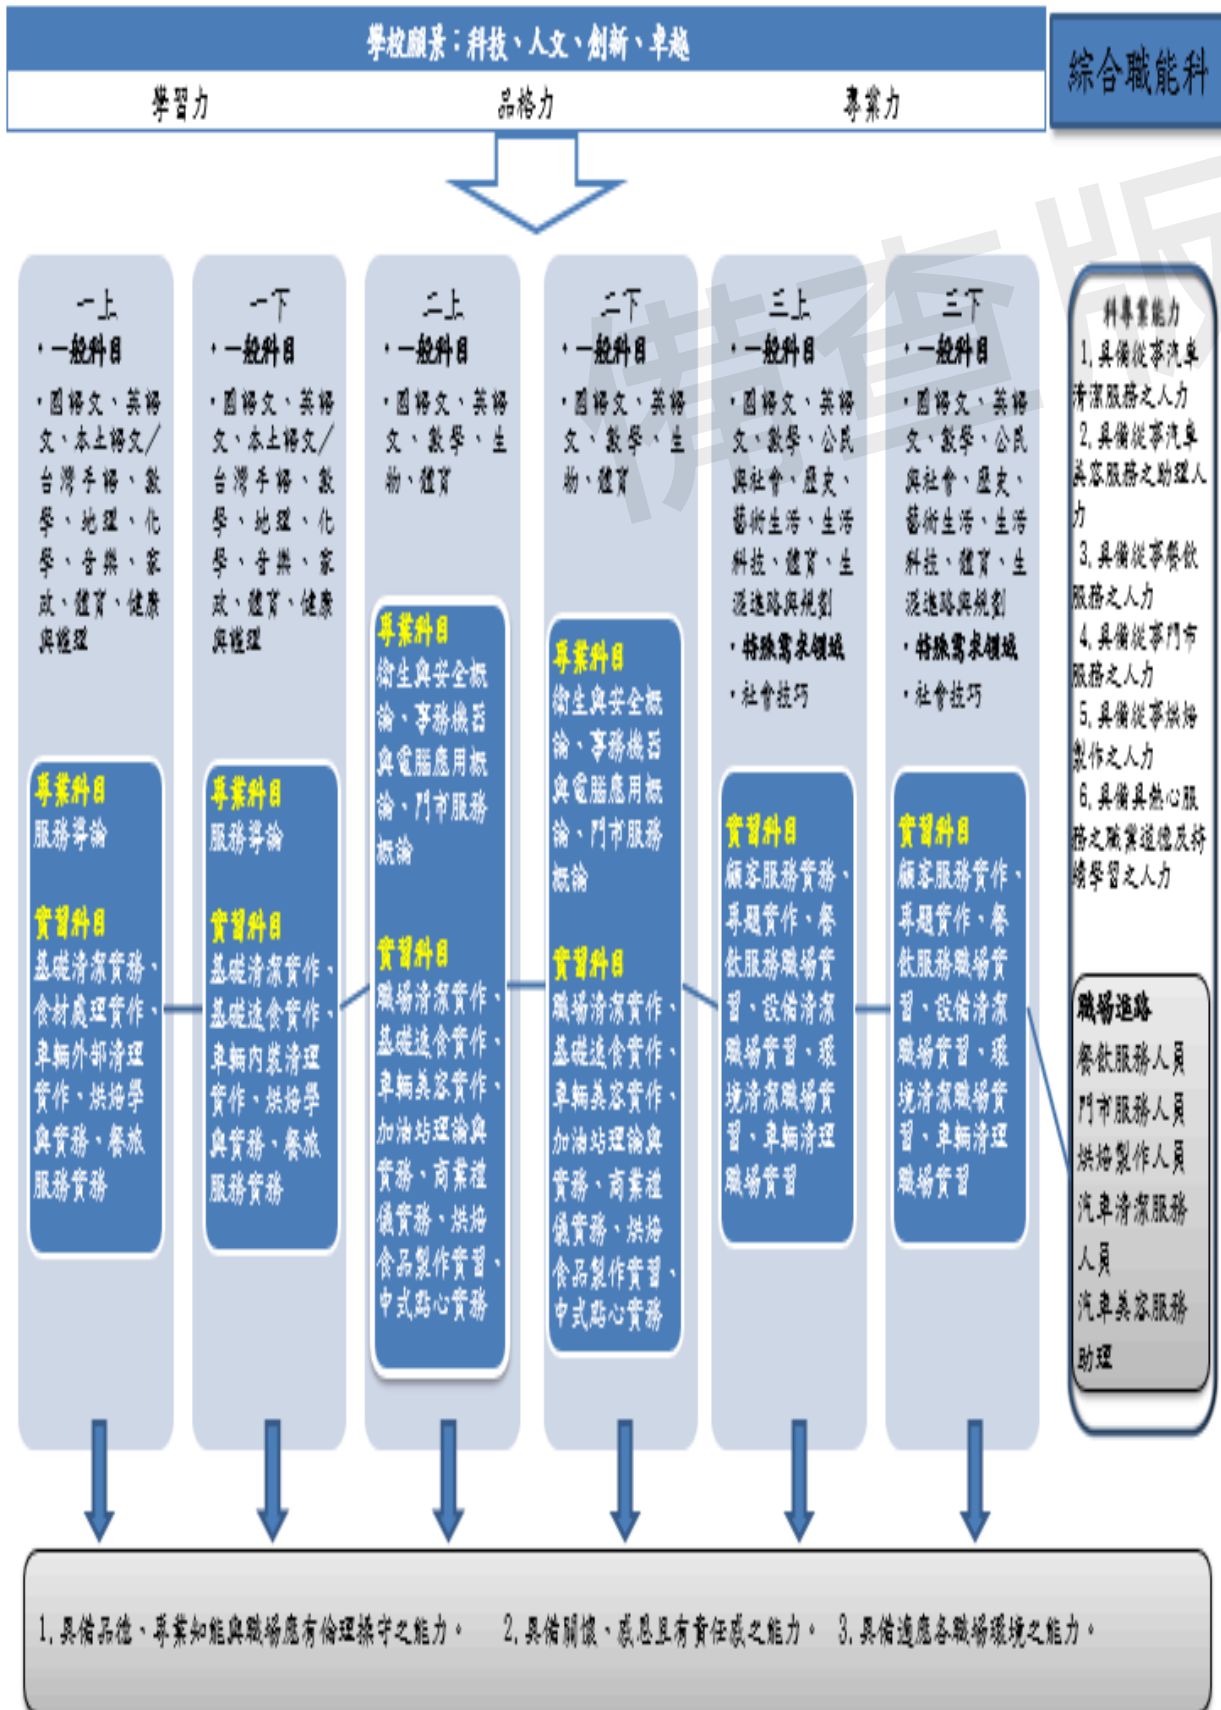 學校願景：科技、人文、創新、卓越
學習力
品格力
專業力
綜合職能科
備查版
一上
・一般科目
・國語文、英語
文、本土語文/
台灣手語、數
學、地理、化
學、音樂、家
政、體育、健康
與護理
專業科目
服務導論
實習科目
基礎清潔實務、
食材處理實作、
車輛外部清理
實作、烘焙學
與實務、餐旅
服務實務
一下
・一般科目
・國語文、英語
文、本土語文/
台灣手語、數
學、地理、化
學、音樂、家
政、體育、健康
與護理
專業科目
服務導論
實習科目
基礎清潔實作、
基礎速食實作、
車輛內裝清理
實作、烘焙學
與實務、餐旅
服務實務
二上
・一般科目
・國語文、英語
文、數學、生
物、體育
專業科目
衛生與安全概
論、事務機器
與電腦應用概
論、門市服務
概論
實習科目
職場清潔實作、
基礎速食實作、
車輛美容實作、
加油站理論與
實務、商業禮
儀實務、烘焙
食品製作實習、
中式點心實務
二下
・一般科目
・國語文、英語
文、數學、生
物、體育
專業科目
衛生與安全概
論、事務機器
與電腦應用概
論、門市服務
概論
實習科目
職場清潔實作、
基礎速食實作、
車輛美容實作、
加油站理論與
實務、商業禮
儀實務、烘焙
食品製作實習、
中式點心實務
三上
・一般科目
・國語文、英語
文、數學、公民
與社會、歷史、
藝術生活、生活
科技、體育、生
涯進路與規劃
・特殊需求領域
・社會技巧
實習科目
顧客服務實務、
專題實作、餐
飲服務職場實
習、設備清潔
職場實習、環
境清潔職場實
習、車輛清理
職場實習
三下
・一般科目
・國語文、英語
文、數學、公民
與社會、歷史、
藝術生活、生活
科技、體育、生
涯進路與規劃
・特殊需求領域
・社會技巧
實習科目
顧客服務實作、
專題實作、餐
飲服務職場實
習、設備清潔
職場實習、環
境清潔職場實
習、車輛清理
職場實習
科專業能力
1.具備從事汽車
清潔服務之人力
2.具備從事汽車
美容服務之助理人
力
3.具備從事餐飲
服務之人力
4.具備從事門市
服務之人力
5.具備從事烘焙
製作之人力
6.具備具熱心服
務之職業道德及持
續學習之人力
職場進路
餐飲服務人員
門市服務人員
烘焙製作人員
汽車清潔服務
人員
汽車美容服務
助理
1.具備品德、專業知能與職場應有倫理操守之能力。 2.具備關懷、感恩且有責任感之能力。 3.具備適應各職場環境之能力。